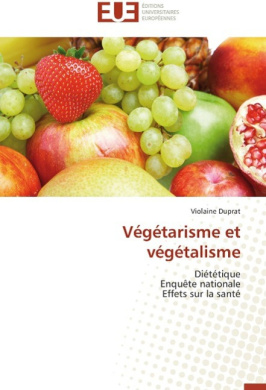 EUE
ÉDITIONS
UNIVERSITAIRES
EUROPÉENNES
Violaine Duprat
Végétarisme et
végétalisme
Diététique
Enquête nationale
Effets sur la santé